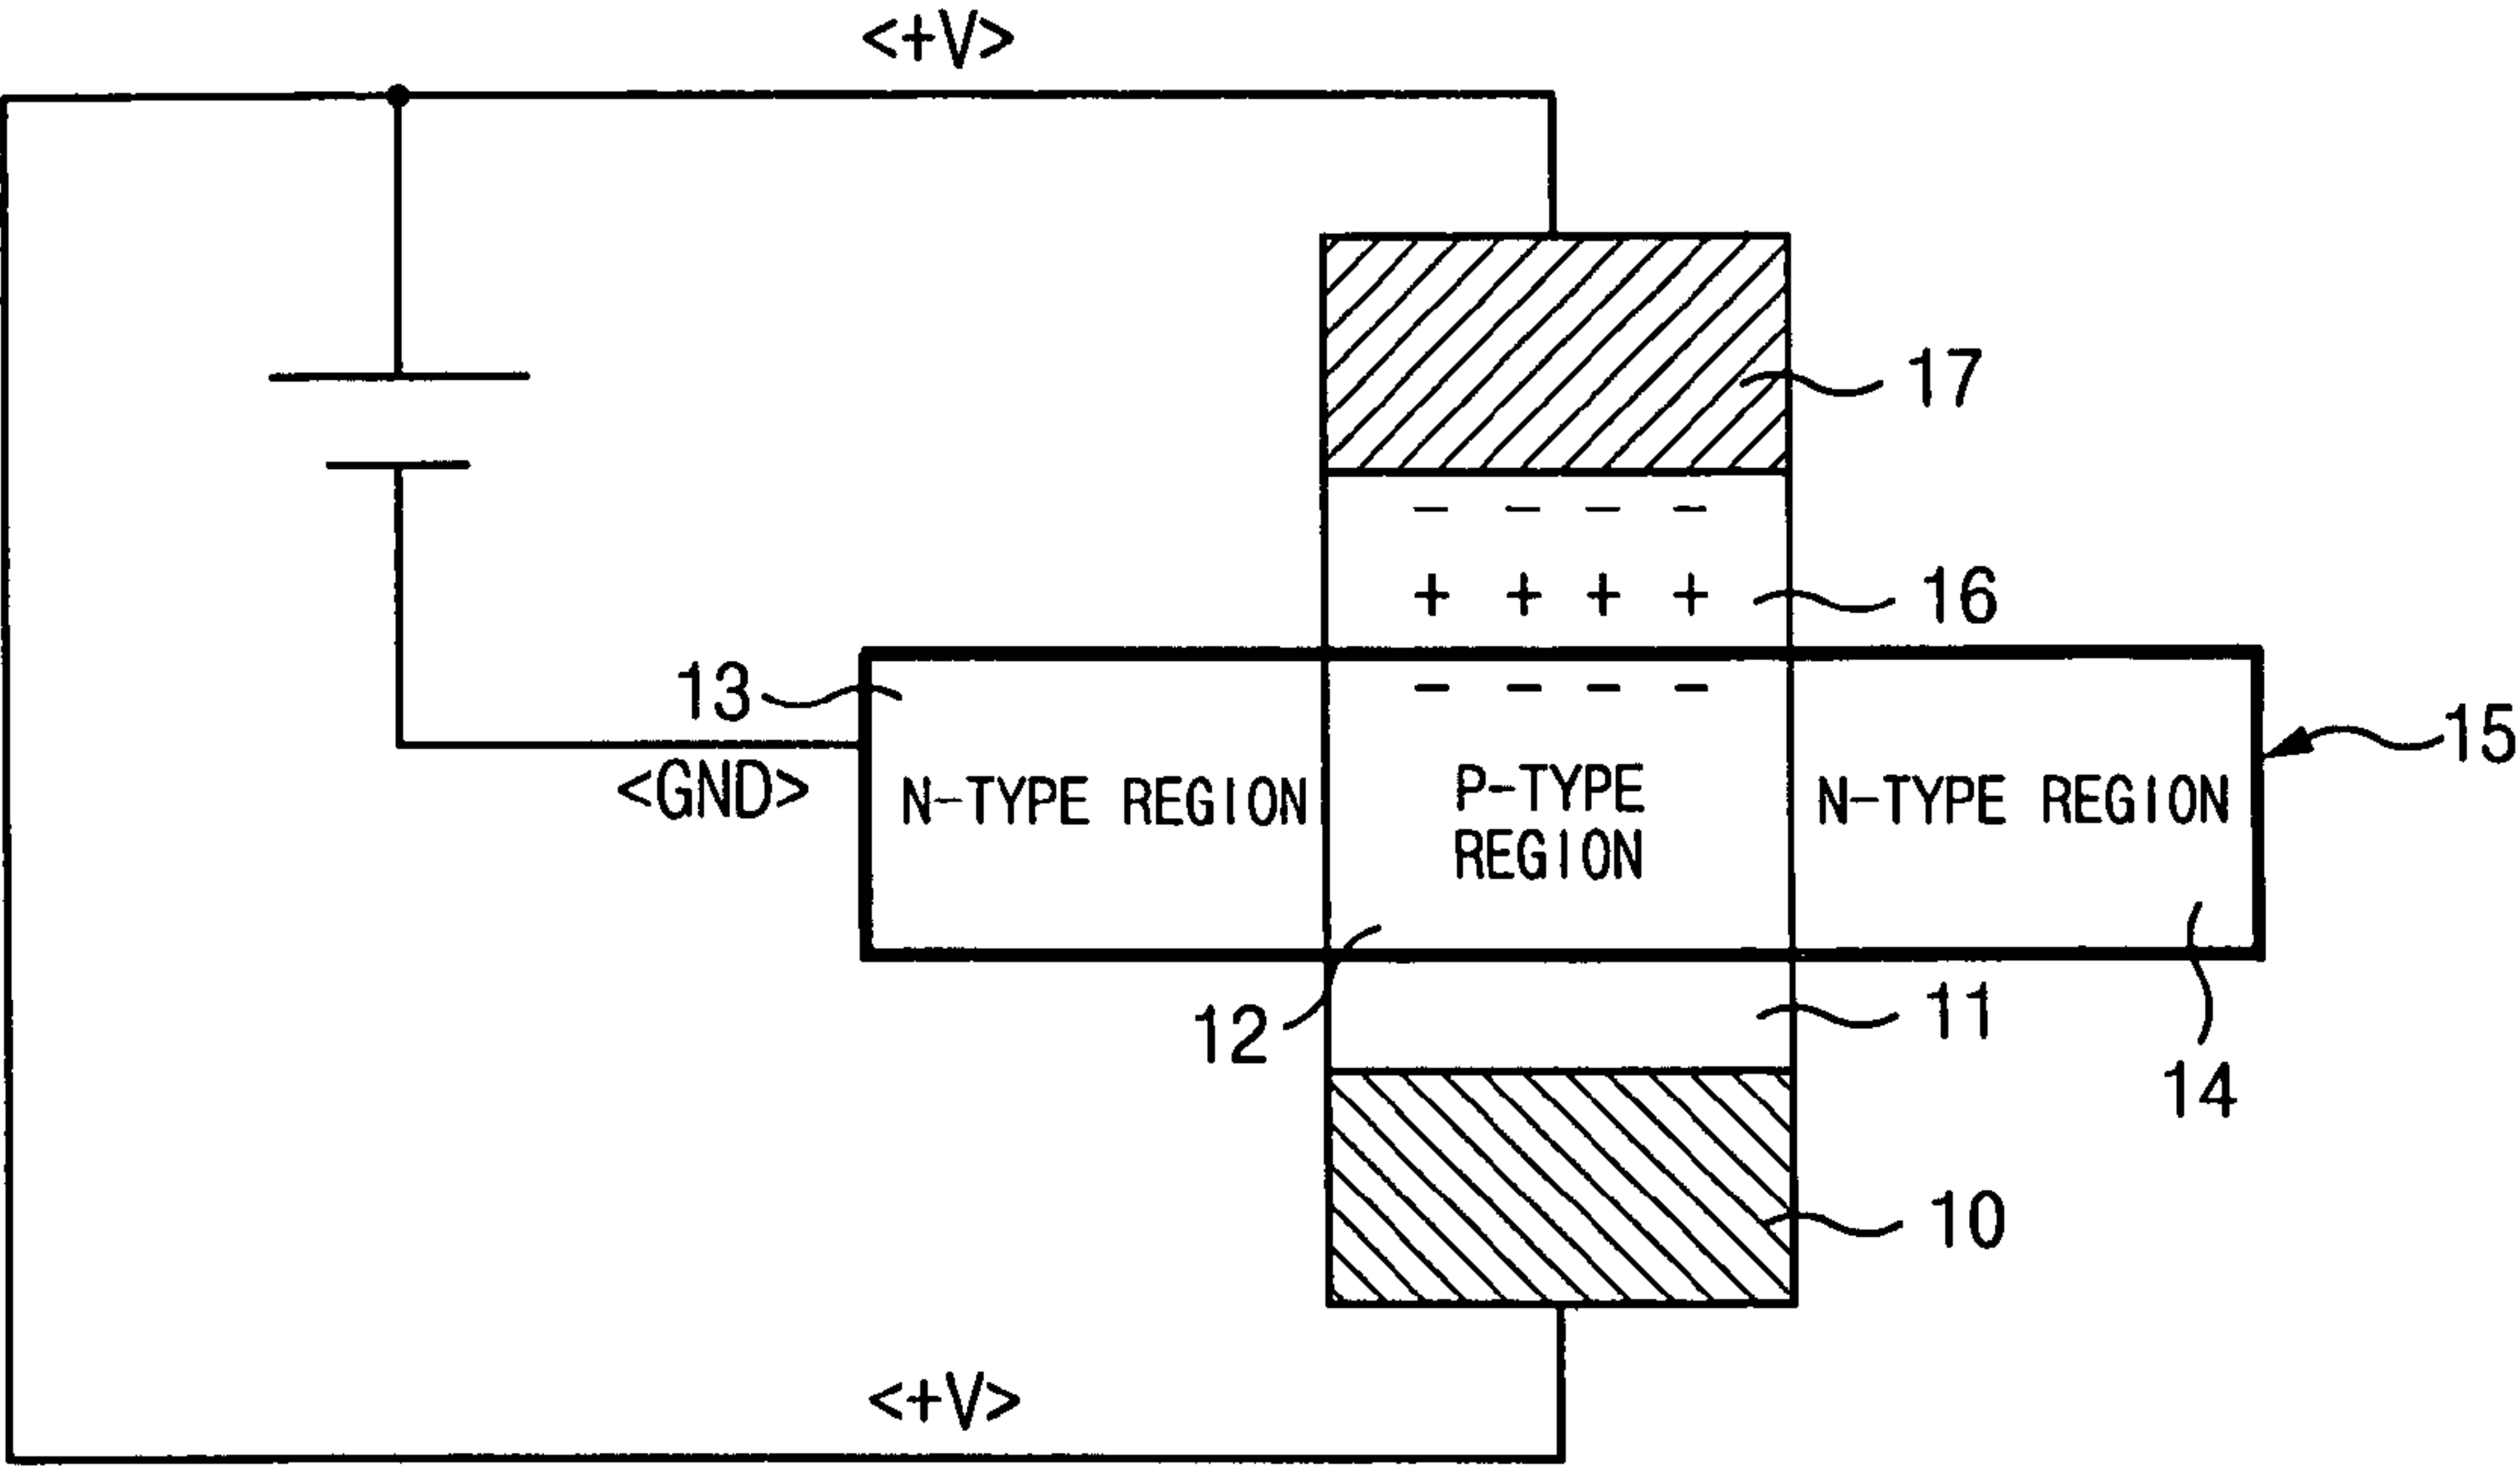 <+V>
17
- - - -
+ + + +
16
13
- - - -
15
<GND>
N-TYPE REGION
P-TYPE
REGION
N-TYPE REGION
12
11
14
10
<+V>